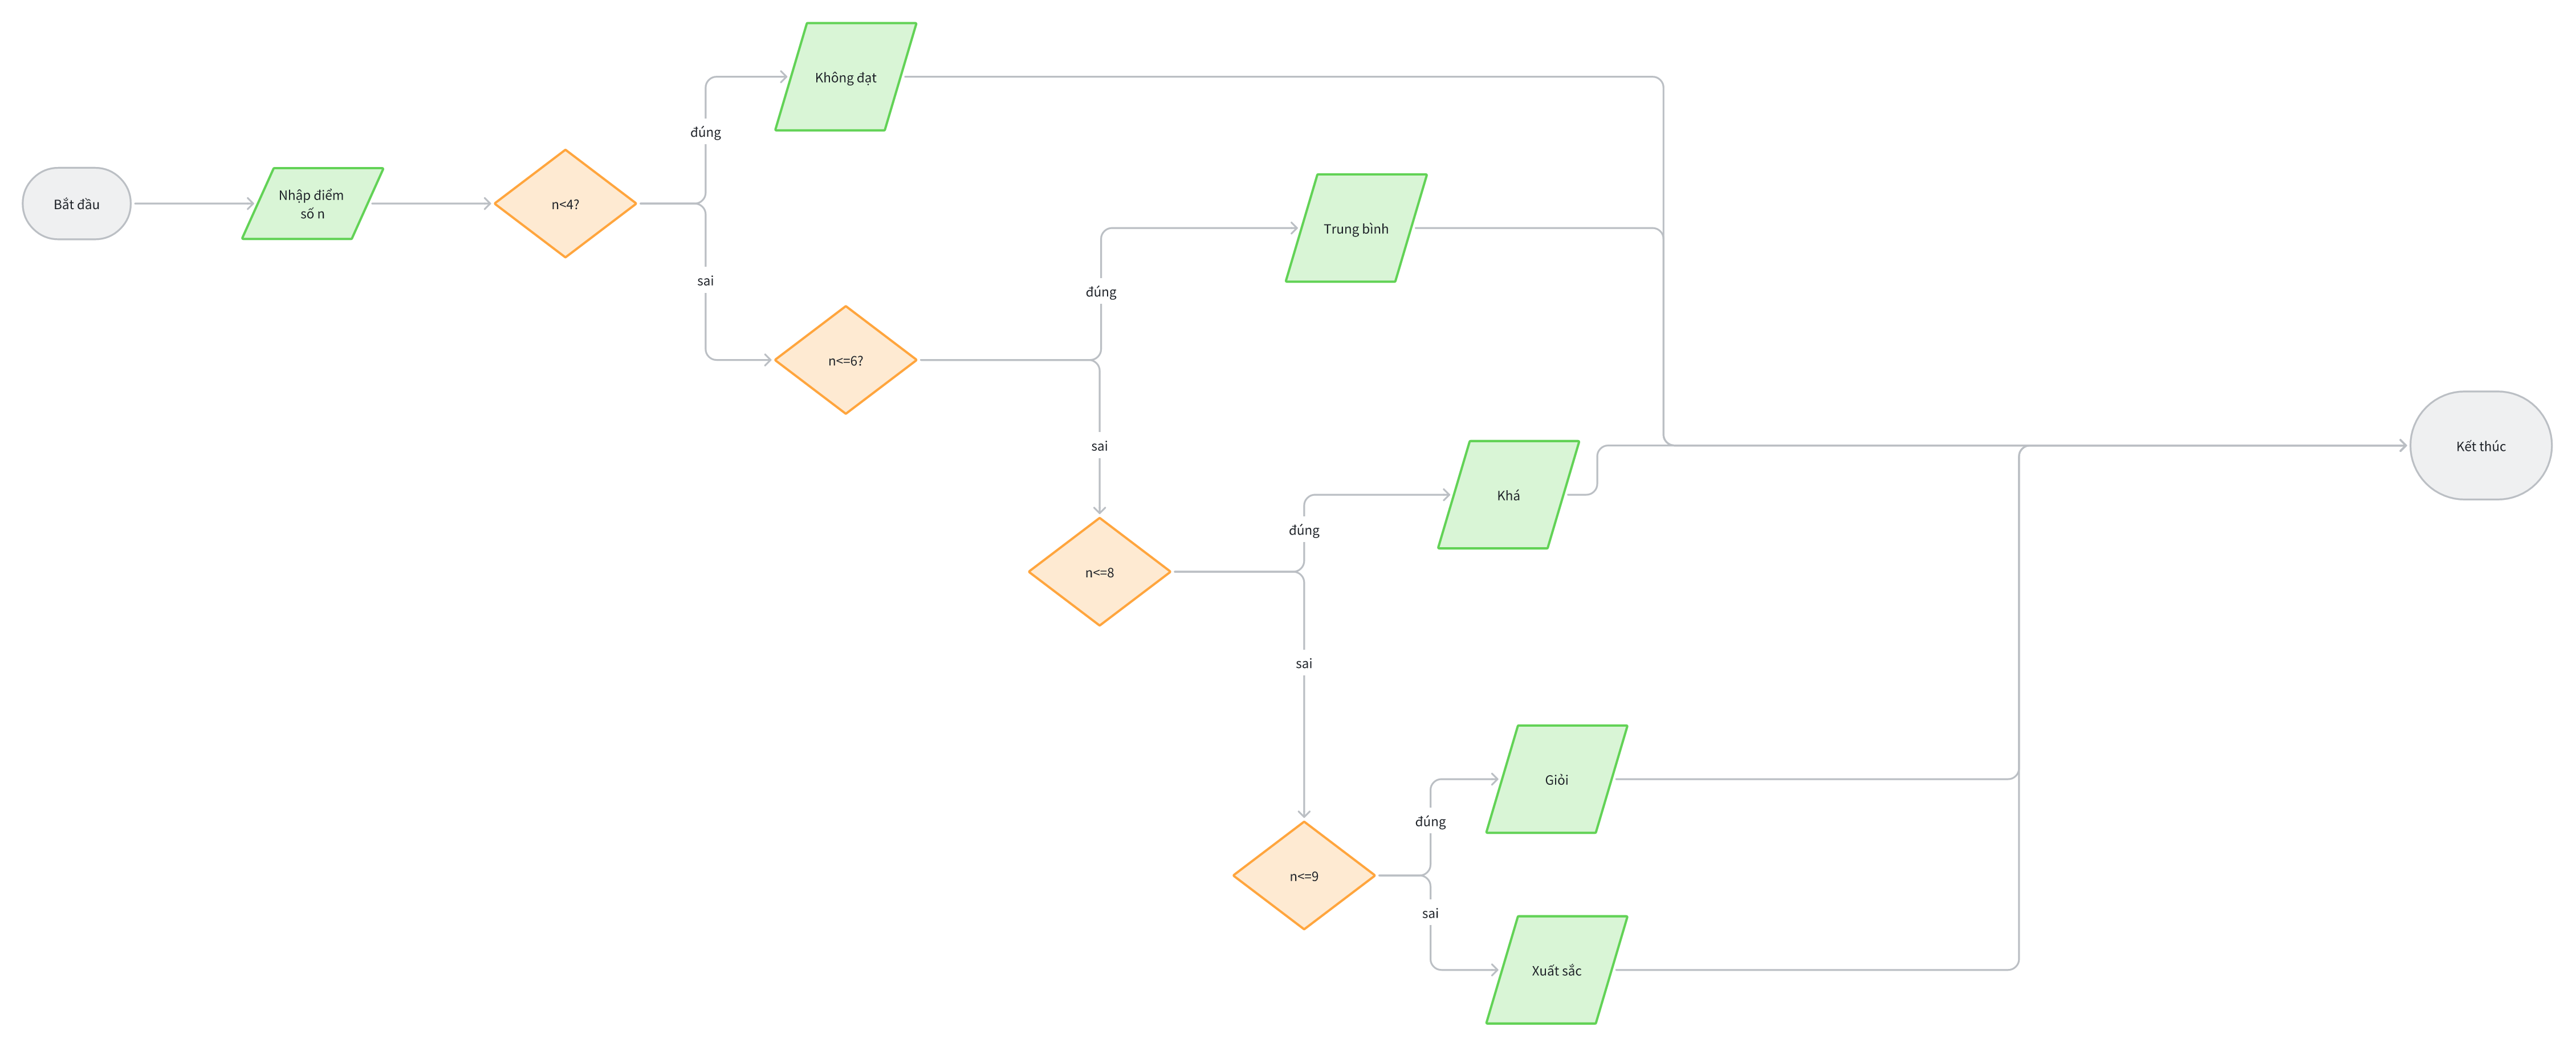 Không đạt
đúng
Bắt đầu
Nhập điểm
số n
n<4?
Trung bình
sai
đúng
n<=6?
sai
Khá
Kết thúc
đúng
n<=8
sai
Giỏi
đúng
n<=9
sai
Xuất sắc